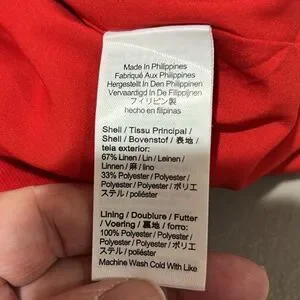 Made In Philippines
Fabriqué Aux Philippines
Hergestellt In Den Philippinen
Vervaardigd In De Filippijnen
フィリピン製
hecho en filipinas
Shell / Tissu Principal /
Shell / Bovenstof / 表地 /
tela exterior:
67% Linen / Lin / Leinen
/ Linnen / 麻 / lino
33% Polyester / Polyester
/ Polyester / Polyester / ポリエ
ステル / poliéster
Lining / Doublure / Futter
/ Voering / 裏地 / forro:
100% Polyester / Polyester
/ Polyester / Polyester / ポリエ
ステル / poliéster
Machine Wash Cold With Like